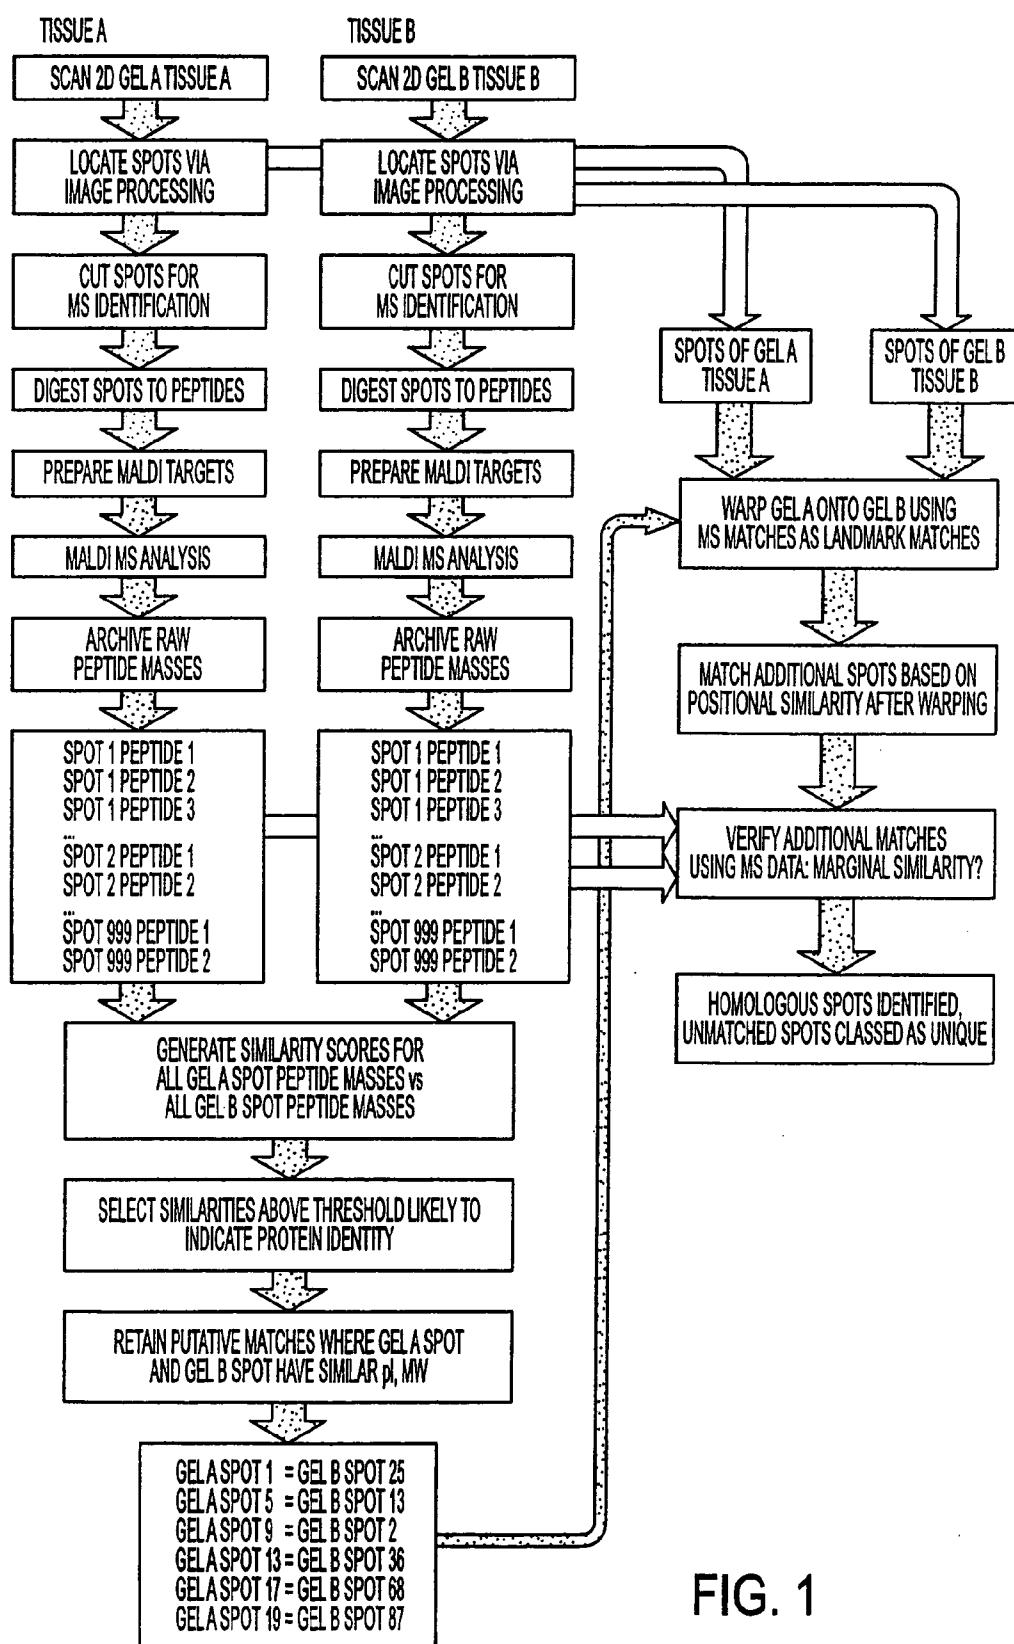 TISSUE A
SCAN 2D GEL A TISSUE A
LOCATE SPOTS VIA
IMAGE PROCESSING
CUT SPOTS FOR
MS IDENTIFICATION
DIGEST SPOTS TO PEPTIDES
PREPARE MALDI TARGETS
MALDI MS ANALYSIS
ARCHIVE RAW
PEPTIDE MASSES
SPOT 1 PEPTIDE 1
SPOT 1 PEPTIDE 2
SPOT 1 PEPTIDE 3
...
SPOT 2 PEPTIDE 1
SPOT 2 PEPTIDE 2
...
SPOT 999 PEPTIDE 1
SPOT 999 PEPTIDE 2
TISSUE B
SCAN 2D GEL B TISSUE B
LOCATE SPOTS VIA
IMAGE PROCESSING
CUT SPOTS FOR
MS IDENTIFICATION
DIGEST SPOTS TO PEPTIDES
PREPARE MALDI TARGETS
MALDI MS ANALYSIS
ARCHIVE RAW
PEPTIDE MASSES
SPOT 1 PEPTIDE 1
SPOT 1 PEPTIDE 2
SPOT 1 PEPTIDE 3
...
SPOT 2 PEPTIDE 1
SPOT 2 PEPTIDE 2
...
SPOT 999 PEPTIDE 1
SPOT 999 PEPTIDE 2
GENERATE SIMILARITY SCORES FOR
ALL GEL A SPOT PEPTIDE MASSES vs
ALL GEL B SPOT PEPTIDE MASSES
SELECT SIMILARITIES ABOVE THRESHOLD LIKELY TO
INDICATE PROTEIN IDENTITY
RETAIN PUTATIVE MATCHES WHERE GEL A SPOT
AND GEL B SPOT HAVE SIMILAR pI, MW
GEL A SPOT 1 = GEL B SPOT 25
GEL A SPOT 5 = GEL B SPOT 13
GEL A SPOT 9 = GEL B SPOT 2
GEL A SPOT 13 = GEL B SPOT 36
GEL A SPOT 17 = GEL B SPOT 68
GEL A SPOT 19 = GEL B SPOT 87
SPOTS OF GEL A
TISSUE A
SPOTS OF GEL B
TISSUE B
WARP GEL A ONTO GEL B USING
MS MATCHES AS LANDMARK MATCHES
MATCH ADDITIONAL SPOTS BASED ON
POSITIONAL SIMILARITY AFTER WARPING
VERIFY ADDITIONAL MATCHES
USING MS DATA: MARGINAL SIMILARITY?
HOMOLOGOUS SPOTS IDENTIFIED,
UNMATCHED SPOTS CLASSED AS UNIQUE
FIG. 1